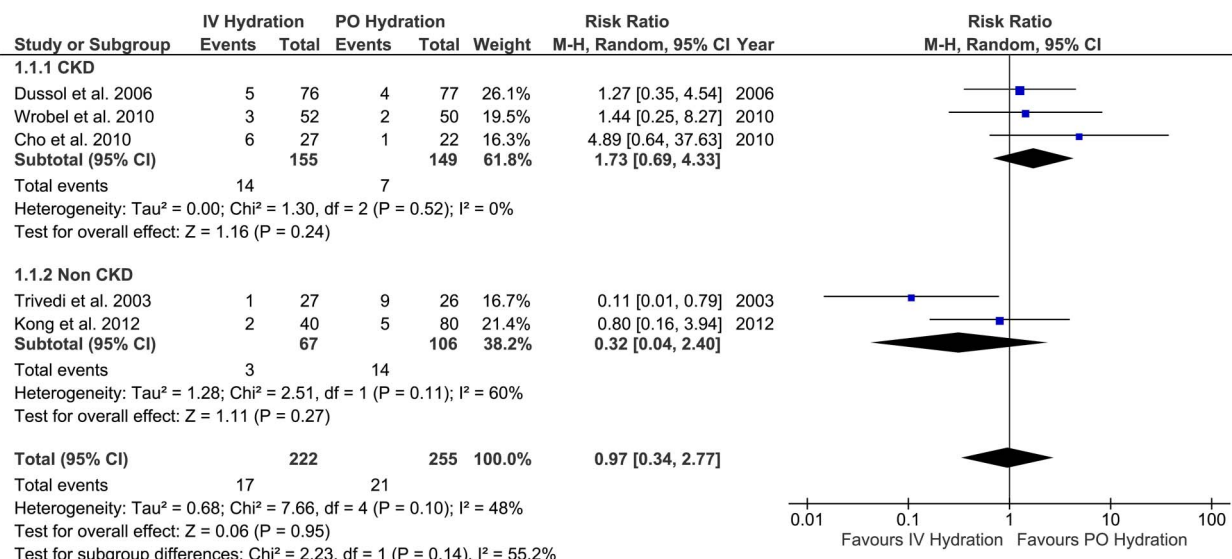 IV Hydration PO Hydration Risk Ratio Risk Ratio
Study or Subgroup Events Total Events Total Weight M-H, Random, 95% CI Year M-H, Random, 95% CI
1.1.1 CKD
Dussol et al. 2006 5 76 4 77 26.1% 1.27 [0.35, 4.54] 2006
Wrobel et al. 2010 3 52 2 50 19.5% 1.44 [0.25, 8.27] 2010
Cho et al. 2010 6 27 1 22 16.3% 4.89 [0.64, 37.63] 2010
Subtotal (95% CI) 155 149 61.8% 1.73 [0.69, 4.33]
Total events 14 7
Heterogeneity: Tau² = 0.00; Chi² = 1.30, df = 2 (P = 0.52); I² = 0%
Test for overall effect: Z = 1.16 (P = 0.24)
1.1.2 Non CKD
Trivedi et al. 2003 1 27 9 26 16.7% 0.11 [0.01, 0.79] 2003
Kong et al. 2012 2 40 5 80 21.4% 0.80 [0.16, 3.94] 2012
Subtotal (95% CI) 67 106 38.2% 0.32 [0.04, 2.40]
Total events 3 14
Heterogeneity: Tau² = 1.28; Chi² = 2.51, df = 1 (P = 0.11); I² = 60%
Test for overall effect: Z = 1.11 (P = 0.27)
Total (95% CI) 222 255 100.0% 0.97 [0.34, 2.77]
Total events 17 21
Heterogeneity: Tau² = 0.68; Chi² = 7.66, df = 4 (P = 0.10); I² = 48%
Test for overall effect: Z = 0.06 (P = 0.95)
Test for subgroup differences: Chi² = 2.23, df = 1 (P = 0.14), I² = 55.2%
0.01 0.1 1 10 100
Favours IV Hydration Favours PO Hydration